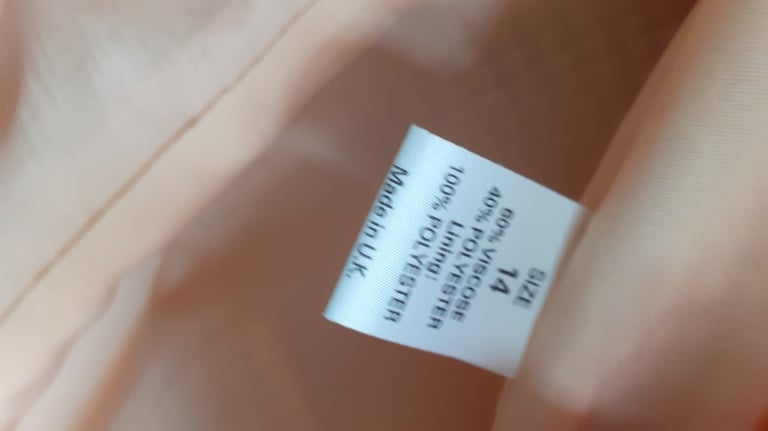 SIZE
14
60% VISCOSE
40% POLYESTER
Lining:
100% POLYESTER
Made in U.K.